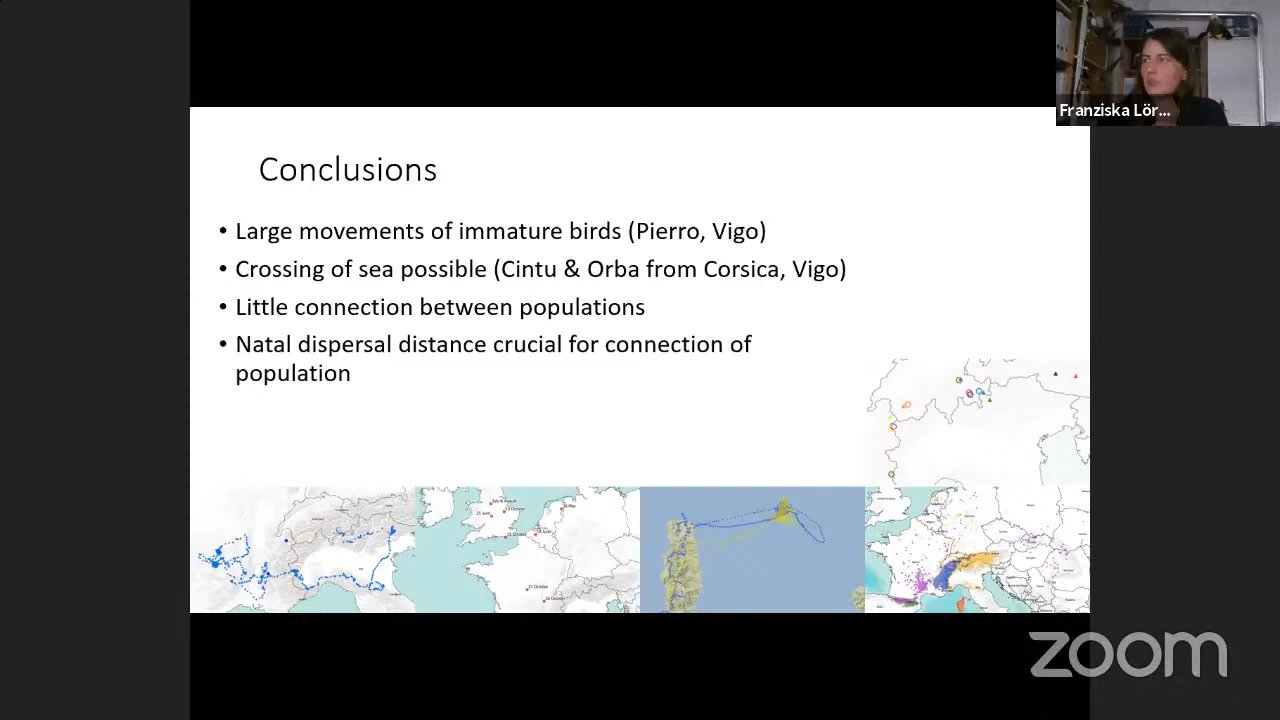 Franziska Lör...
Conclusions
• Large movements of immature birds (Pierro, Vigo)
• Crossing of sea possible (Cintu & Orba from Corsica, Vigo)
• Little connection between populations
• Natal dispersal distance crucial for connection of
population
zoom